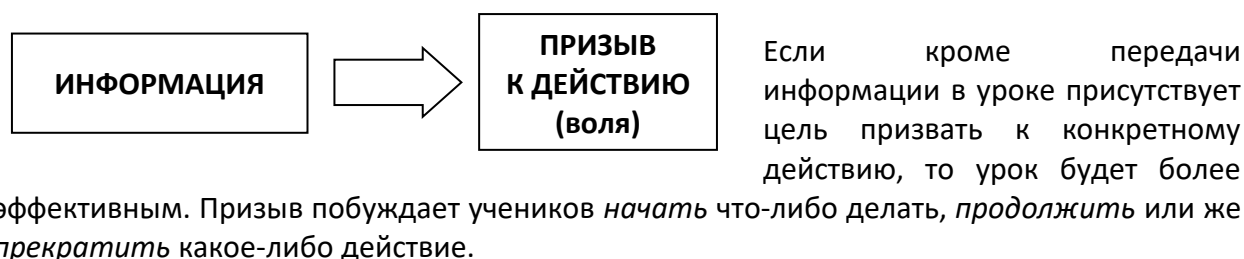 ИНФОРМАЦИЯ
ПРИЗЫВ
К ДЕЙСТВИЮ
(воля)
Если кроме передачи
информации в уроке присутствует
цель призвать к конкретному
действию, то урок будет более
эффективным. Призыв побуждает учеников начать что-либо делать, продолжить или же
прекратить какое-либо действие.